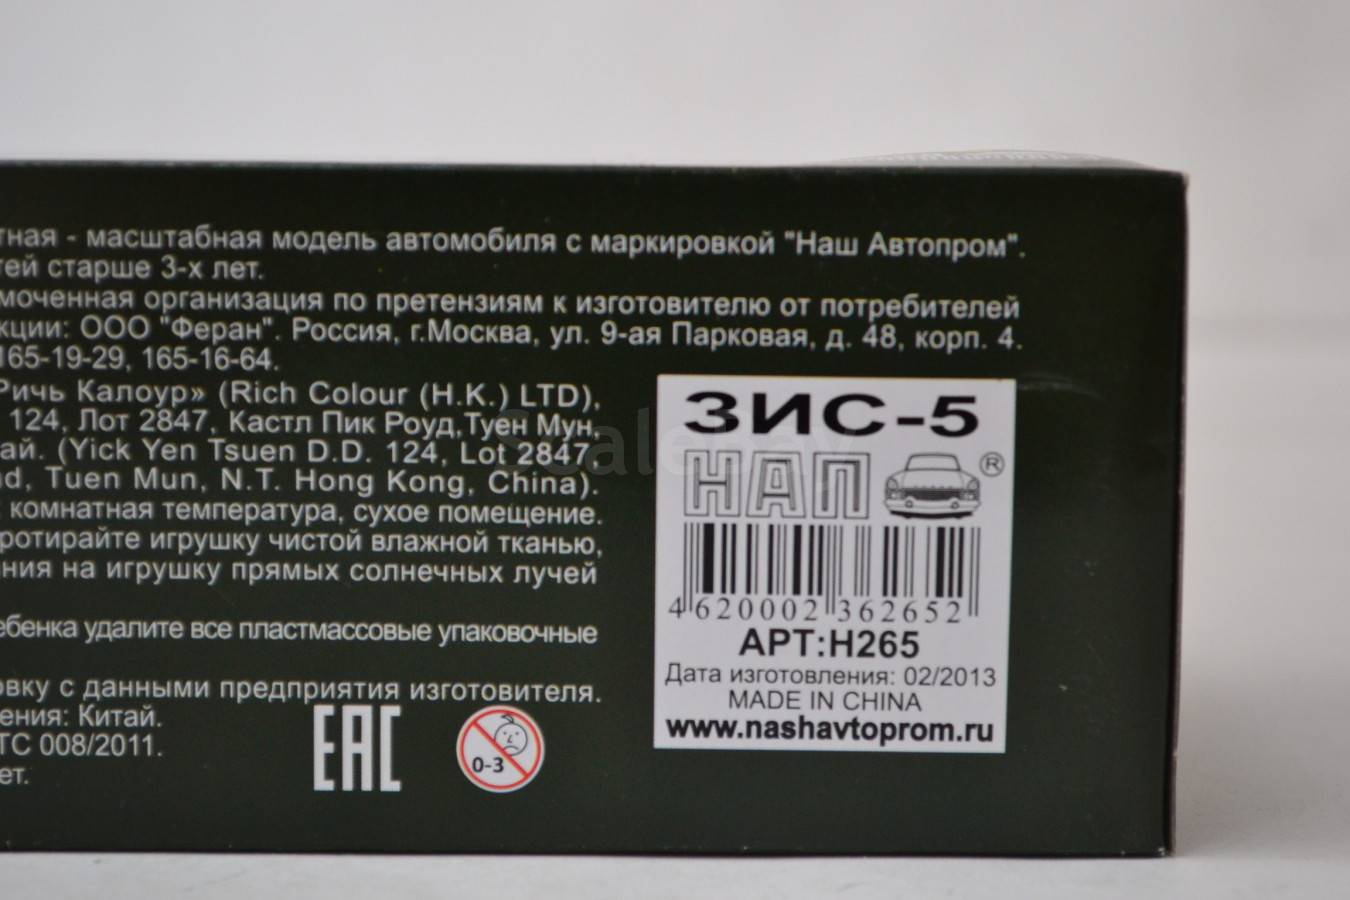 тная - масштабная модель автомобиля с маркировкой "Наш Автопром".
тей старше 3-х лет.
моченная организация по претензиям к изготовителю от потребителей
кции: ООО "Феран". Россия, г.Москва, ул. 9-ая Парковая, д. 48, корп. 4.
165-19-29, 165-16-64.
Ричь Калоур» (Rich Colour (H.K.) LTD),
124, Лот 2847, Кастл Пик Роуд,Туен Мун,
ай. (Yick Yen Tsuen D.D. 124, Lot 2847,
nd, Tuen Mun, N.T. Hong Kong, China).
комнатная температура, сухое помещение.
ротирайте игрушку чистой влажной тканью,
ния на игрушку прямых солнечных лучей
ебенка удалите все пластмассовые упаковочные
овку с данными предприятия изготовителя.
ения: Китай.
ТС 008/2011.
ет.
EAC
0-3
ЗИС-5
НАП ®
4 620002 362652
АРТ:Н265
Дата изготовления: 02/2013
MADE IN CHINA
www.nashavtoprom.ru
Scalebay